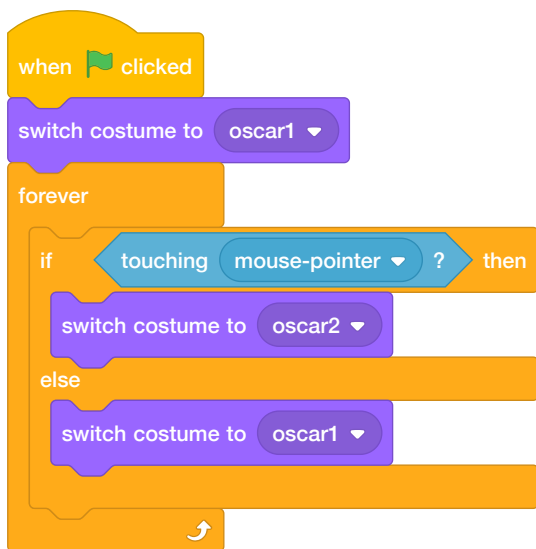 when clicked
switch costume to oscar1
forever
if touching mouse-pointer ? then
switch costume to oscar2
else
switch costume to oscar1